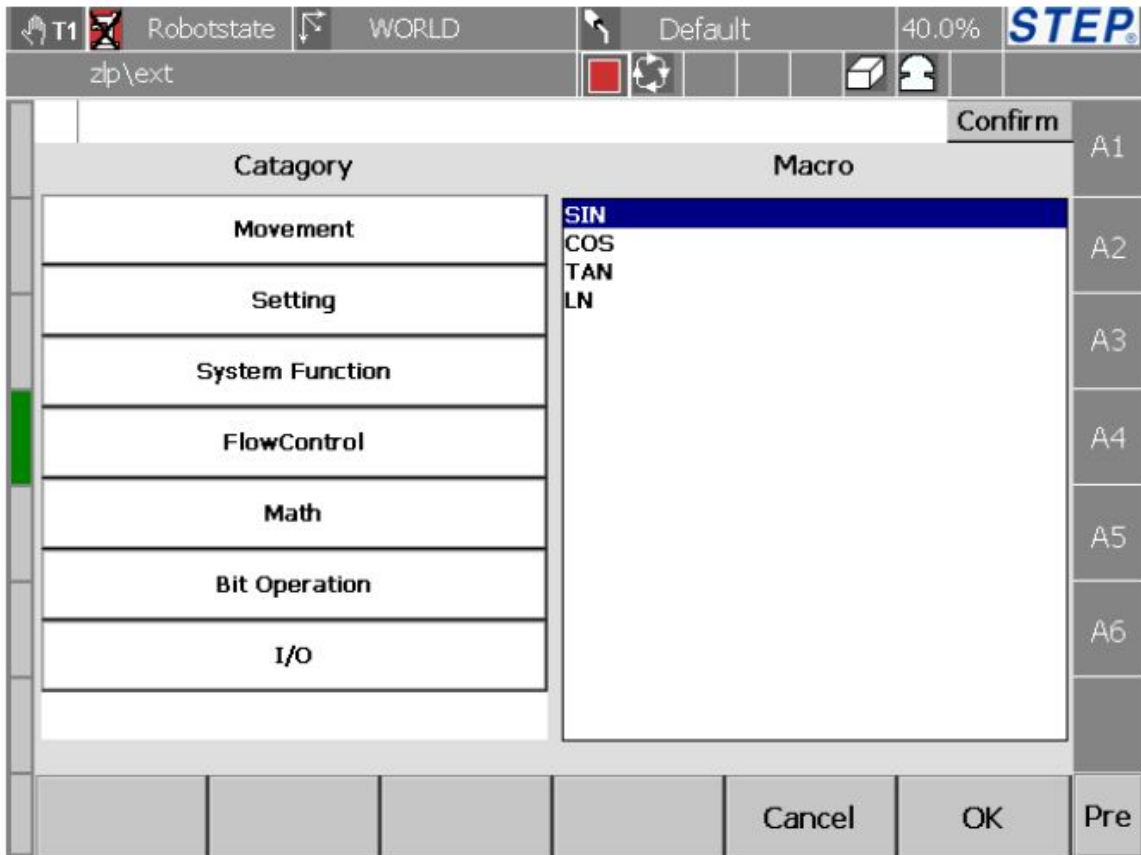 T1 Robotstate WORLD Default 40.0% STEP®
zlp\ext
Confirm
Catagory Macro
Movement
Setting
System Function
FlowControl
Math
Bit Operation
I/O
SIN
COS
TAN
LN
A1
A2
A3
A4
A5
A6
Cancel OK Pre